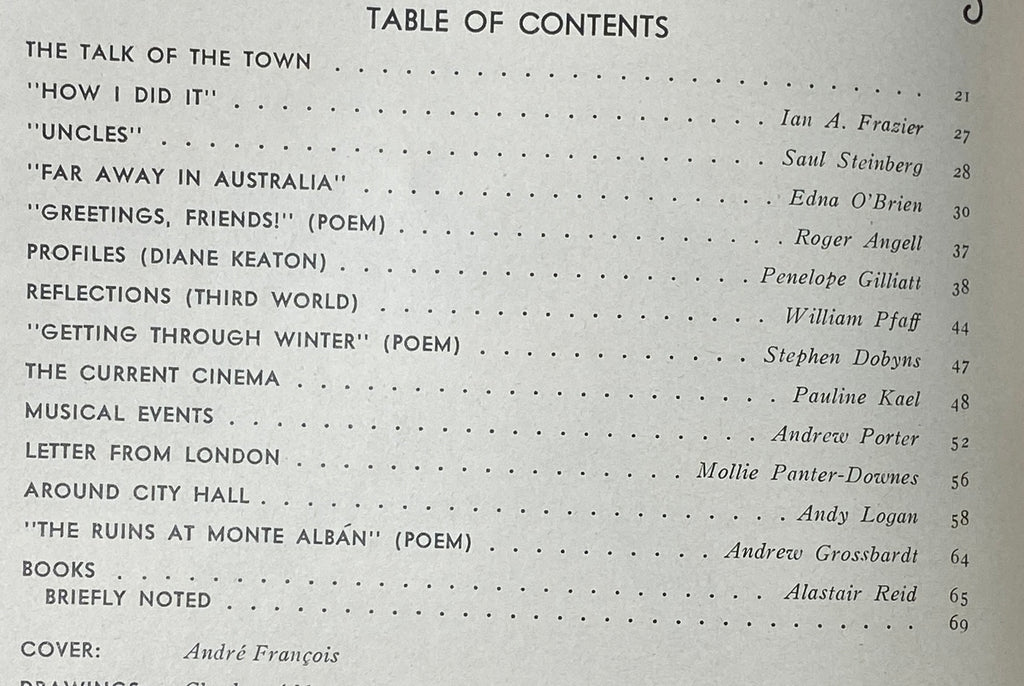 TABLE OF CONTENTS
THE TALK OF THE TOWN . . . . . . . . . . . . . . . . . . . . . . . . . 21
"HOW I DID IT" . . . . . . . . . . . . . . . . . . . . . . . Ian A. Frazier 27
"UNCLES" . . . . . . . . . . . . . . . . . . . . . . . . . . Saul Steinberg 28
"FAR AWAY IN AUSTRALIA" . . . . . . . . . . . . . . . . . . Edna O'Brien 30
"GREETINGS, FRIENDS!" (POEM) . . . . . . . . . . . . . . . . . Roger Angell 37
PROFILES (DIANE KEATON) . . . . . . . . . . . . . . . . . . Penelope Gilliatt 38
REFLECTIONS (THIRD WORLD) . . . . . . . . . . . . . . . . . William Pfaff 44
"GETTING THROUGH WINTER" (POEM) . . . . . . . . . . . . Stephen Dobyns 47
THE CURRENT CINEMA . . . . . . . . . . . . . . . . . . . . . Pauline Kael 48
MUSICAL EVENTS . . . . . . . . . . . . . . . . . . . . . . . Andrew Porter 52
LETTER FROM LONDON . . . . . . . . . . . . . . . . . . Mollie Panter-Downes 56
AROUND CITY HALL . . . . . . . . . . . . . . . . . . . . . . . Andy Logan 58
"THE RUINS AT MONTE ALBÁN" (POEM) . . . . . . . . . . Andrew Grossbardt 64
BOOKS . . . . . . . . . . . . . . . . . . . . . . . . . . . . Alastair Reid 65
BRIEFLY NOTED . . . . . . . . . . . . . . . . . . . . . . . . . . . . . . 69
COVER: André François